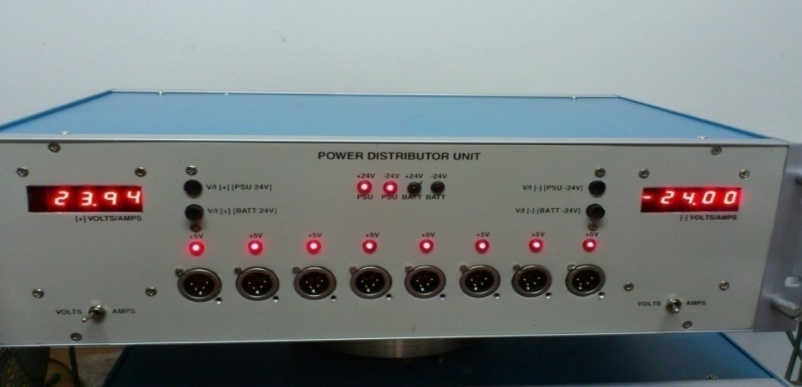 POWER DISTRIBUTOR UNIT
23.94
[+] VOLTS/AMPS
V/I [+] [PSU 24V]
V/I [+] [BATT 24V]
+24V -24V +24V -24V
PSU PSU BATT BATT
V/I [-] [PSU -24V]
V/I [-] [BATT -24V]
-24.00
[-] VOLTS/AMPS
+5V +5V +5V +5V +5V +5V +5V +5V
VOLTS AMPS
VOLTS AMPS